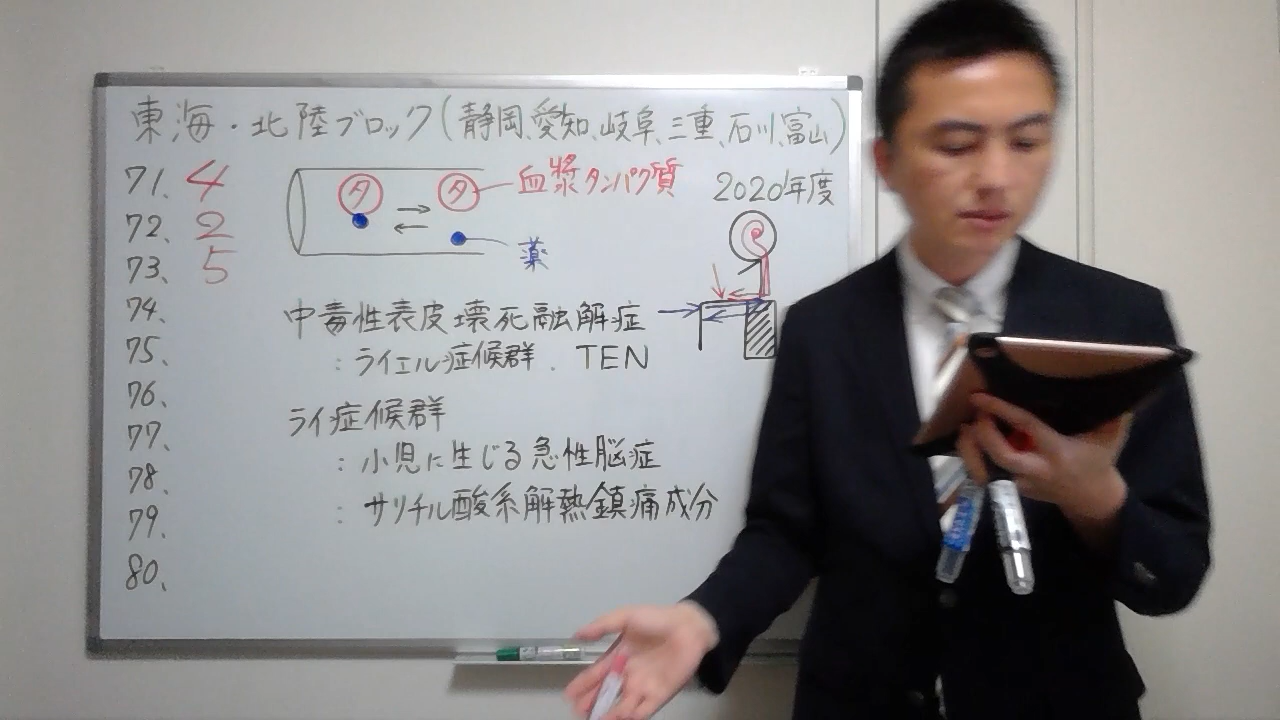 東海・北陸ブロック(静岡、愛知、岐阜、三重、石川、富山)
71、4
72、2
73、5
74、
75、
76、
77、
78、
79、
80、
タ
タ
血漿タンパク質
薬
2020年度
中毒性表皮壊死融解症
:ライエル症候群. TEN
ライ症候群
:小児に生じる急性脳症
:サリチル酸系解熱鎮痛成分